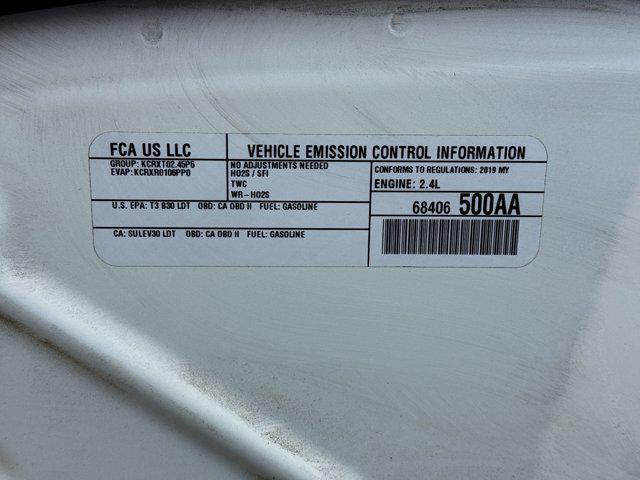 FCA US LLC
VEHICLE EMISSION CONTROL INFORMATION
GROUP: KCRXT02.45P5
EVAP: KCRXR0106PP0
NO ADJUSTMENTS NEEDED
HO2S / SFI
TWC
WR-HO2S
CONFORMS TO REGULATIONS: 2019 MY
ENGINE: 2.4L
U.S. EPA: T3 B30 LDT OBD: CA OBD II FUEL: GASOLINE
68406 500AA
CA: SULEV30 LDT OBD: CA OBD II FUEL: GASOLINE